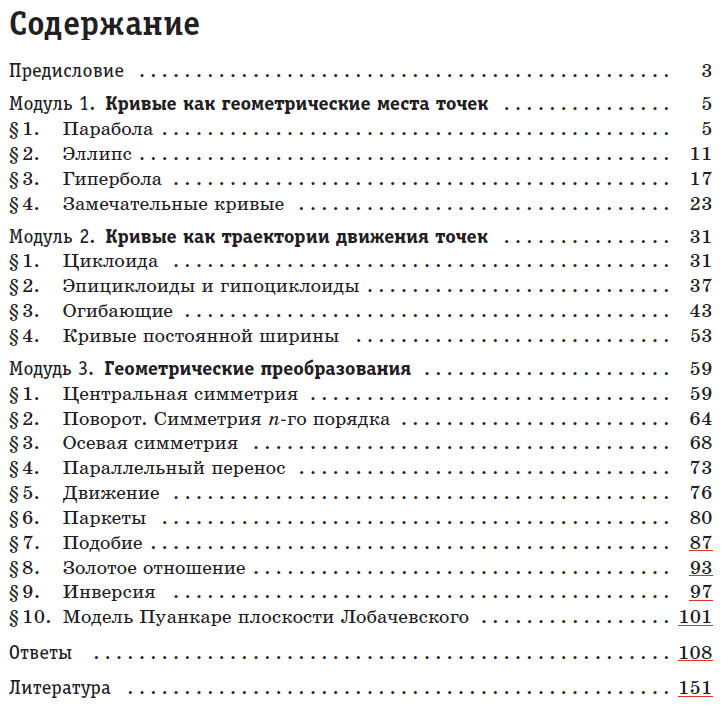 Содержание
Предисловие . . . . . . . . . . . . . . . . . . . . . . . . . . . . . . . . . . . . 3
Модуль 1. Кривые как геометрические места точек . . . . . . . . . . . 5
§ 1. Парабола . . . . . . . . . . . . . . . . . . . . . . . . . . . . . . . . . . 5
§ 2. Эллипс . . . . . . . . . . . . . . . . . . . . . . . . . . . . . . . . . . . . 11
§ 3. Гипербола . . . . . . . . . . . . . . . . . . . . . . . . . . . . . . . . . 17
§ 4. Замечательные кривые . . . . . . . . . . . . . . . . . . . . . . . . . 23
Модуль 2. Кривые как траектории движения точек . . . . . . . . . . . 31
§ 1. Циклоида . . . . . . . . . . . . . . . . . . . . . . . . . . . . . . . . . 31
§ 2. Эпициклоиды и гипоциклоиды . . . . . . . . . . . . . . . . . . . . 37
§ 3. Огибающие . . . . . . . . . . . . . . . . . . . . . . . . . . . . . . . . 43
§ 4. Кривые постоянной ширины . . . . . . . . . . . . . . . . . . . . . 53
Модудь 3. Геометрические преобразования . . . . . . . . . . . . . . . . 59
§ 1. Центральная симметрия . . . . . . . . . . . . . . . . . . . . . . . . 59
§ 2. Поворот. Симметрия n-го порядка . . . . . . . . . . . . . . . . . . 64
§ 3. Осевая симметрия . . . . . . . . . . . . . . . . . . . . . . . . . . . . 68
§ 4. Параллельный перенос . . . . . . . . . . . . . . . . . . . . . . . . . 73
§ 5. Движение . . . . . . . . . . . . . . . . . . . . . . . . . . . . . . . . . 76
§ 6. Паркеты . . . . . . . . . . . . . . . . . . . . . . . . . . . . . . . . . . 80
§ 7. Подобие . . . . . . . . . . . . . . . . . . . . . . . . . . . . . . . . . . . 87
§ 8. Золотое отношение . . . . . . . . . . . . . . . . . . . . . . . . . . . . 93
§ 9. Инверсия . . . . . . . . . . . . . . . . . . . . . . . . . . . . . . . . . 97
§ 10. Модель Пуанкаре плоскости Лобачевского . . . . . . . . . . . . . 101
Ответы . . . . . . . . . . . . . . . . . . . . . . . . . . . . . . . . . . . . . . . 108
Литература . . . . . . . . . . . . . . . . . . . . . . . . . . . . . . . . . . . . 151